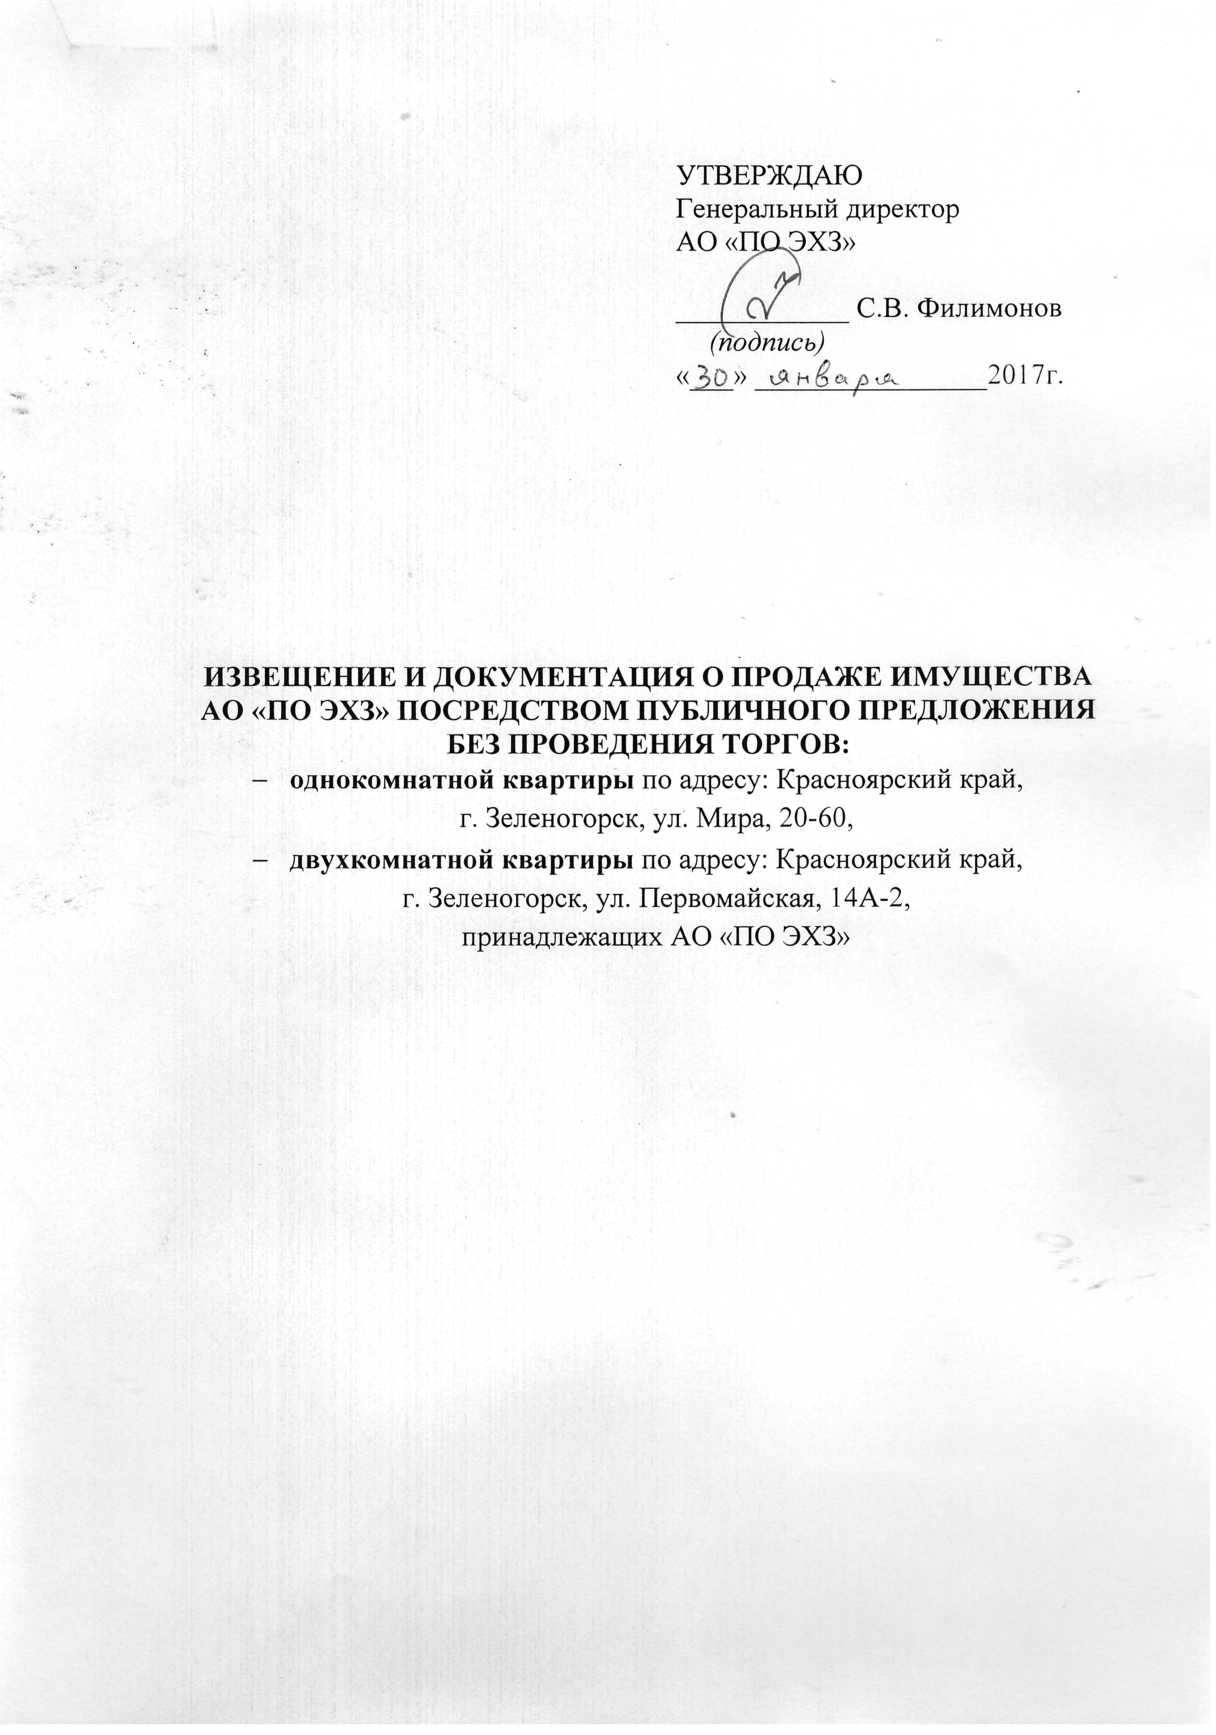 УТВЕРЖДАЮ
Генеральный директор
АО «ПО ЭХЗ»
____________ С.В. Филимонов
(подпись)
«30» января 2017г.
ИЗВЕЩЕНИЕ И ДОКУМЕНТАЦИЯ О ПРОДАЖЕ ИМУЩЕСТВА
АО «ПО ЭХЗ» ПОСРЕДСТВОМ ПУБЛИЧНОГО ПРЕДЛОЖЕНИЯ
БЕЗ ПРОВЕДЕНИЯ ТОРГОВ:
– однокомнатной квартиры по адресу: Красноярский край,
г. Зеленогорск, ул. Мира, 20-60,
– двухкомнатной квартиры по адресу: Красноярский край,
г. Зеленогорск, ул. Первомайская, 14А-2,
принадлежащих АО «ПО ЭХЗ»